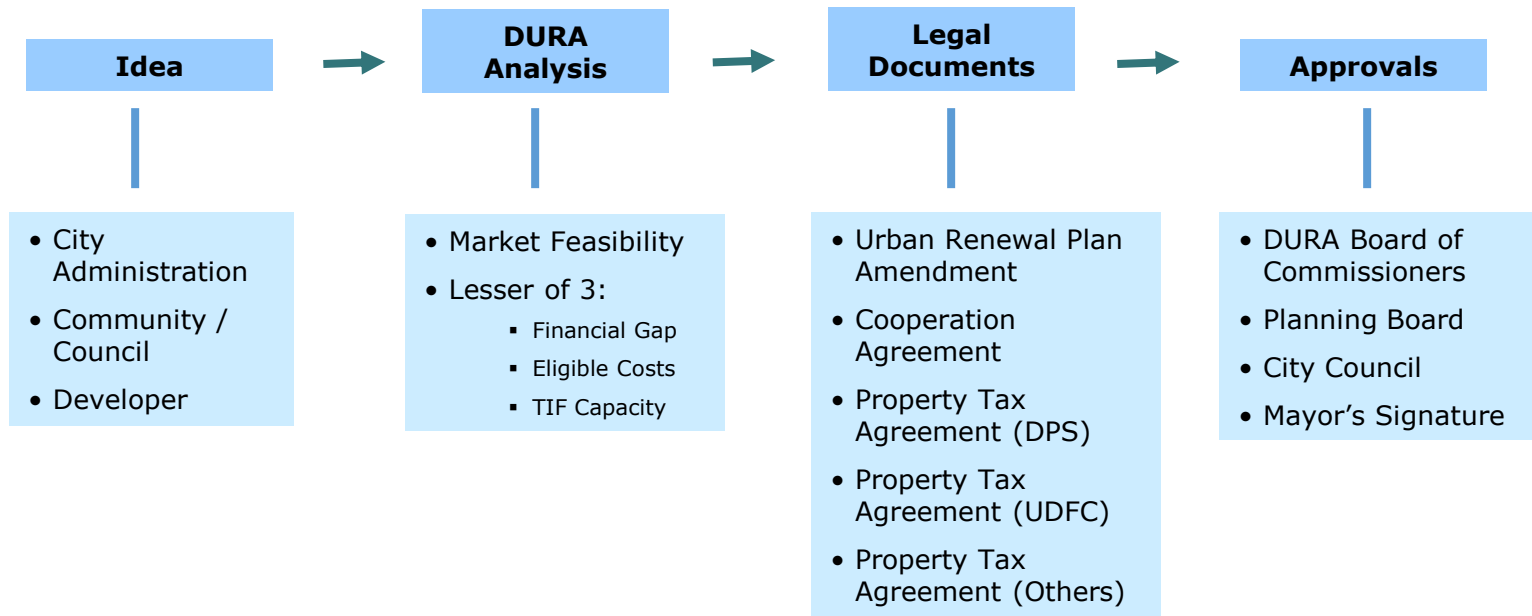 Idea
DURA
Analysis
Legal
Documents
Approvals
• City
Administration
• Community /
Council
• Developer
• Market Feasibility
• Lesser of 3:
▪ Financial Gap
▪ Eligible Costs
▪ TIF Capacity
• Urban Renewal Plan
Amendment
• Cooperation
Agreement
• Property Tax
Agreement (DPS)
• Property Tax
Agreement (UDFC)
• Property Tax
Agreement (Others)
• DURA Board of
Commissioners
• Planning Board
• City Council
• Mayor’s Signature